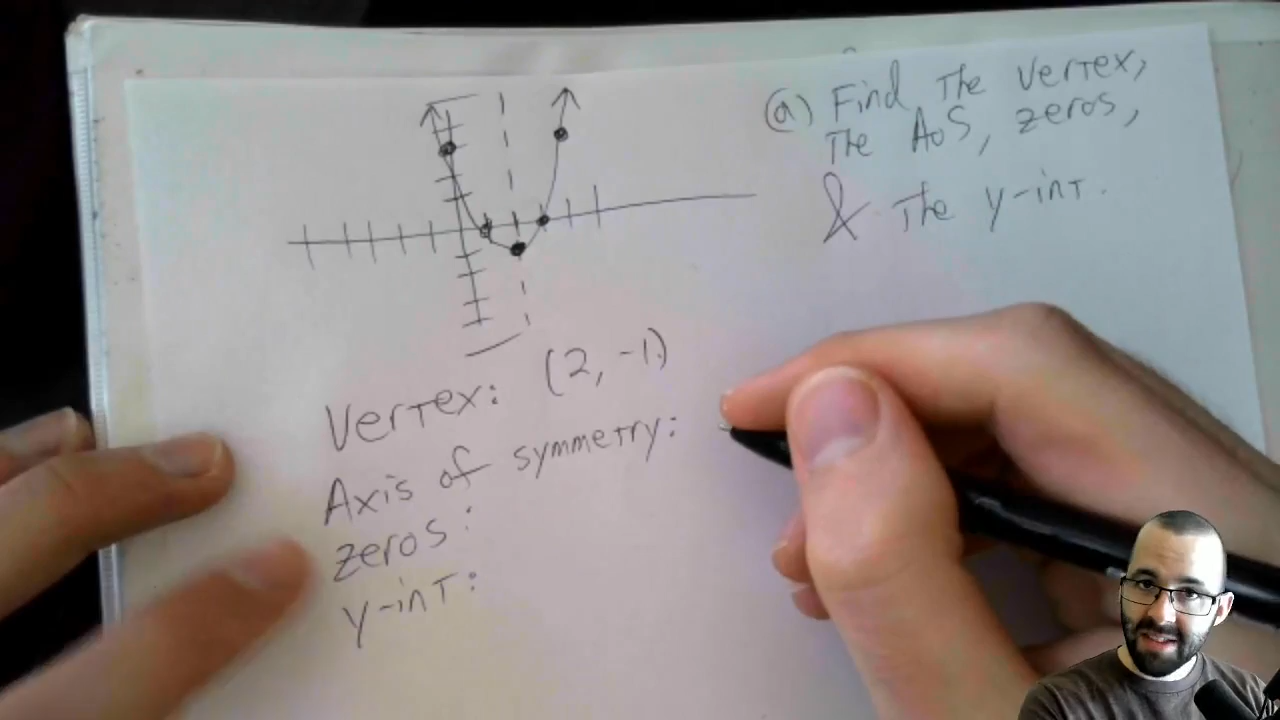 (a) Find the vertex,
The AoS, zeros,
& The y-int.
Vertex: (2, -1)
Axis of symmetry:
zeros:
y-int: